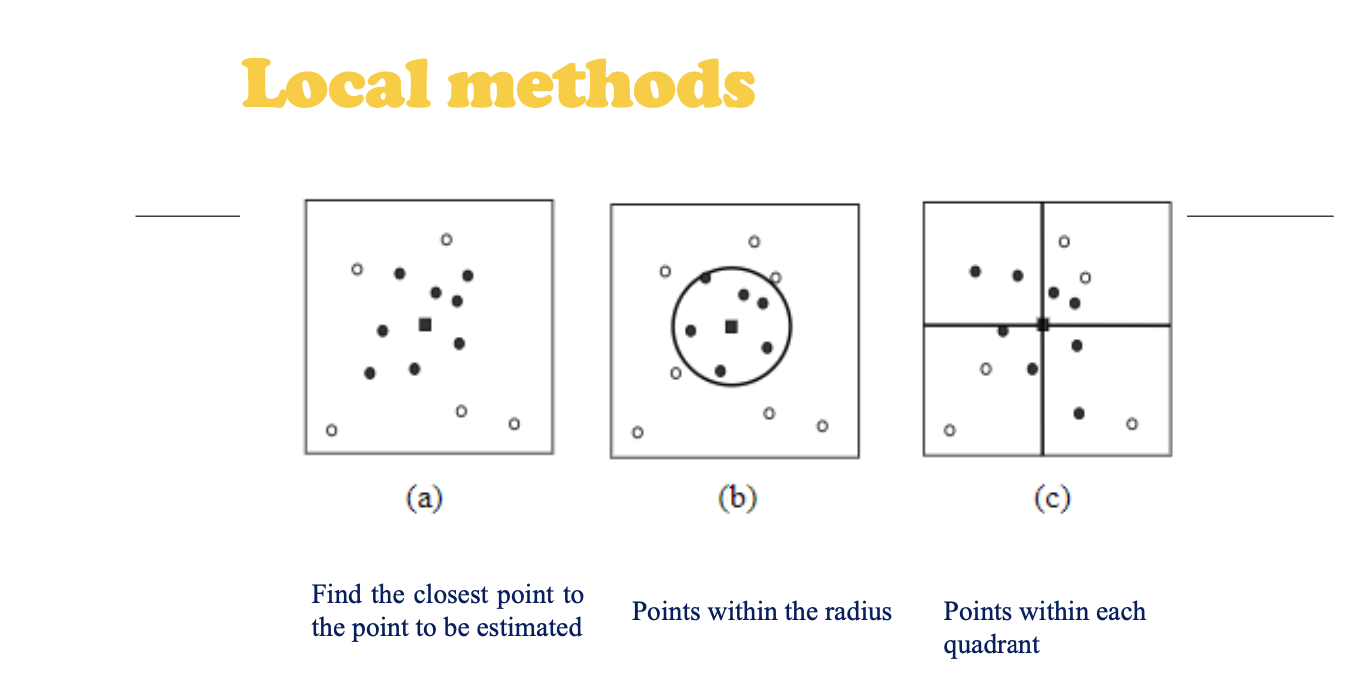 Local methods
(a)
(b)
(c)
Find the closest point to
the point to be estimated
Points within the radius
Points within each
quadrant